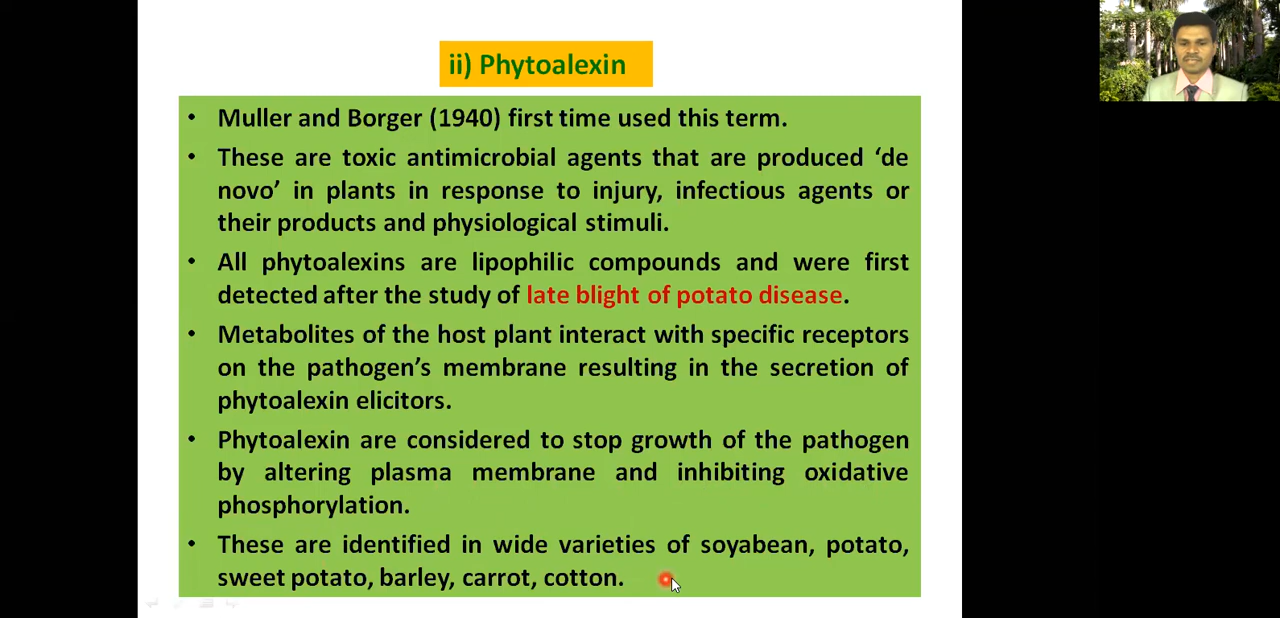 ii) Phytoalexin
• Muller and Borger (1940) first time used this term.
• These are toxic antimicrobial agents that are produced ‘de
novo’ in plants in response to injury, infectious agents or
their products and physiological stimuli.
• All phytoalexins are lipophilic compounds and were first
detected after the study of late blight of potato disease.
• Metabolites of the host plant interact with specific receptors
on the pathogen’s membrane resulting in the secretion of
phytoalexin elicitors.
• Phytoalexin are considered to stop growth of the pathogen
by altering plasma membrane and inhibiting oxidative
phosphorylation.
• These are identified in wide varieties of soyabean, potato,
sweet potato, barley, carrot, cotton.